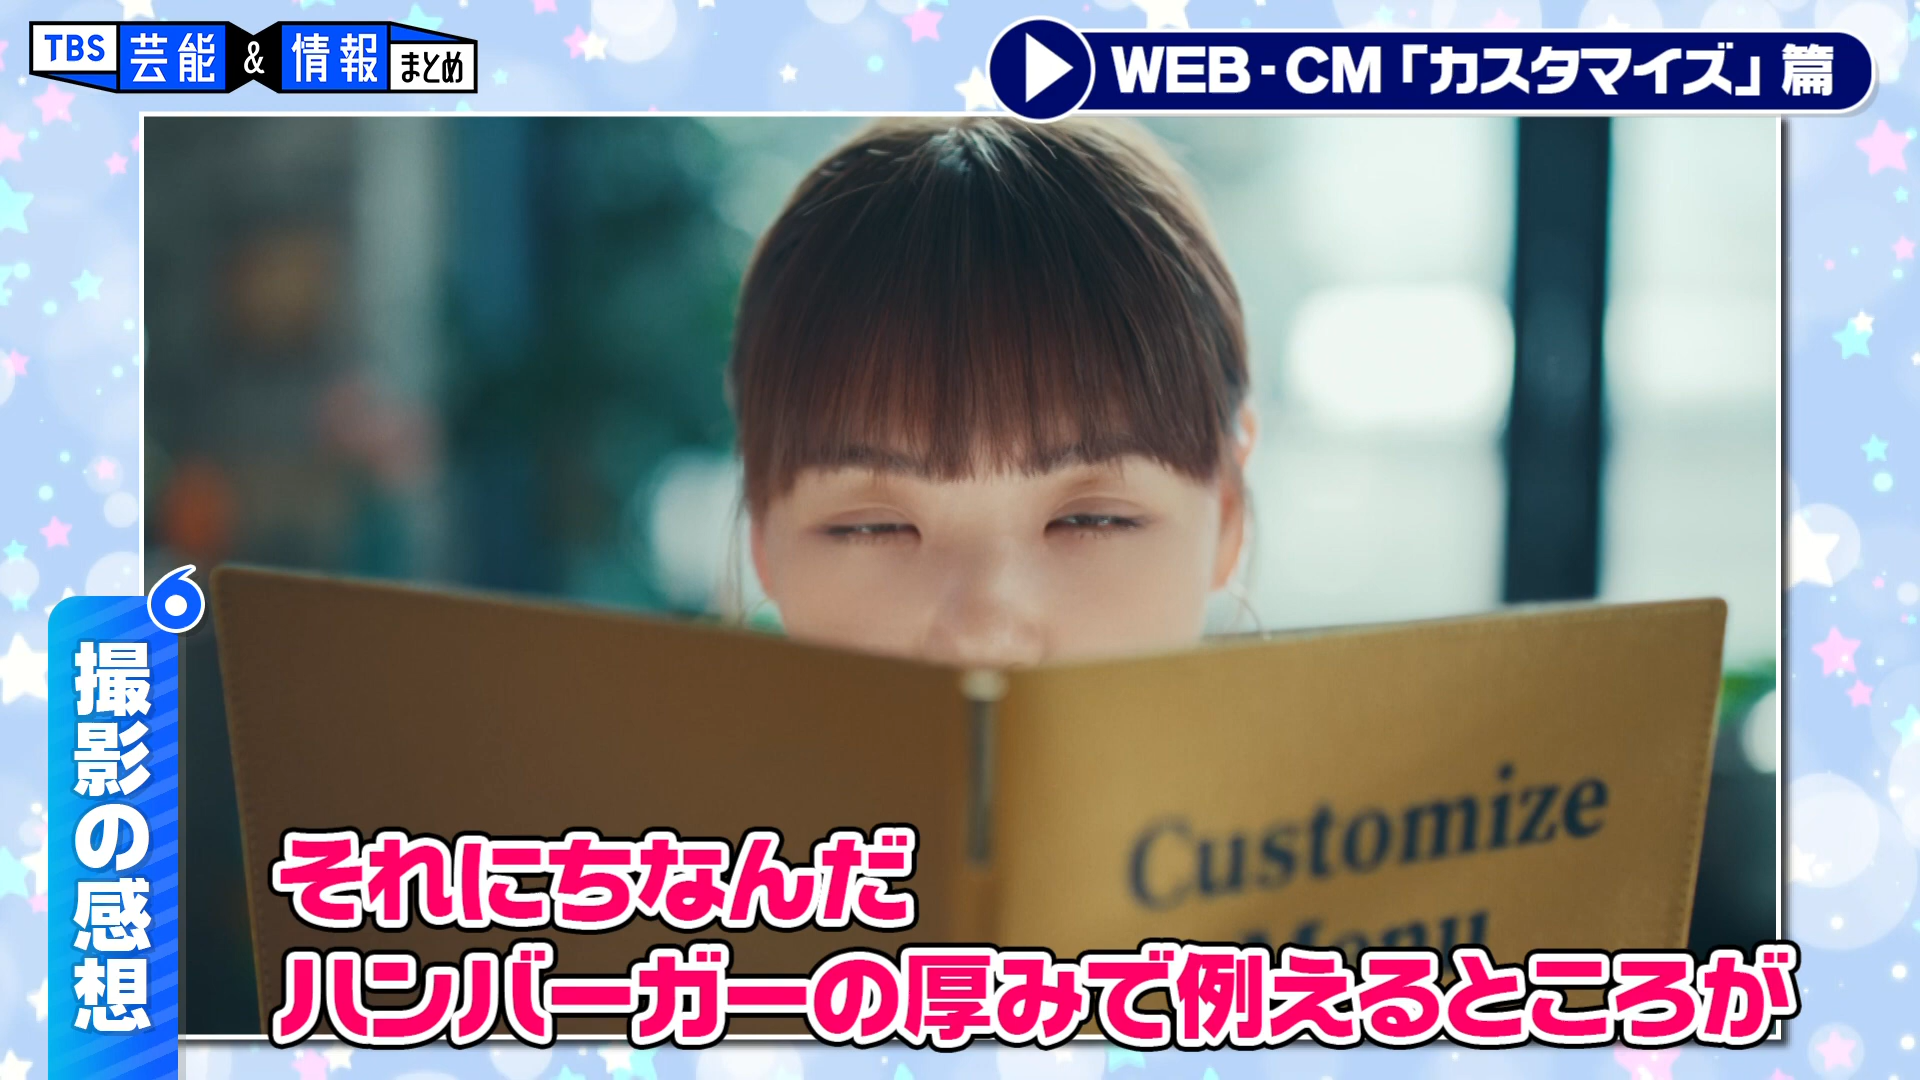 TBS 芸能&情報まとめ
WEB-CM「カスタマイズ」篇
撮影の感想
Customize
Menu
それにちなんだ
ハンバーガーの厚みで例えるところが